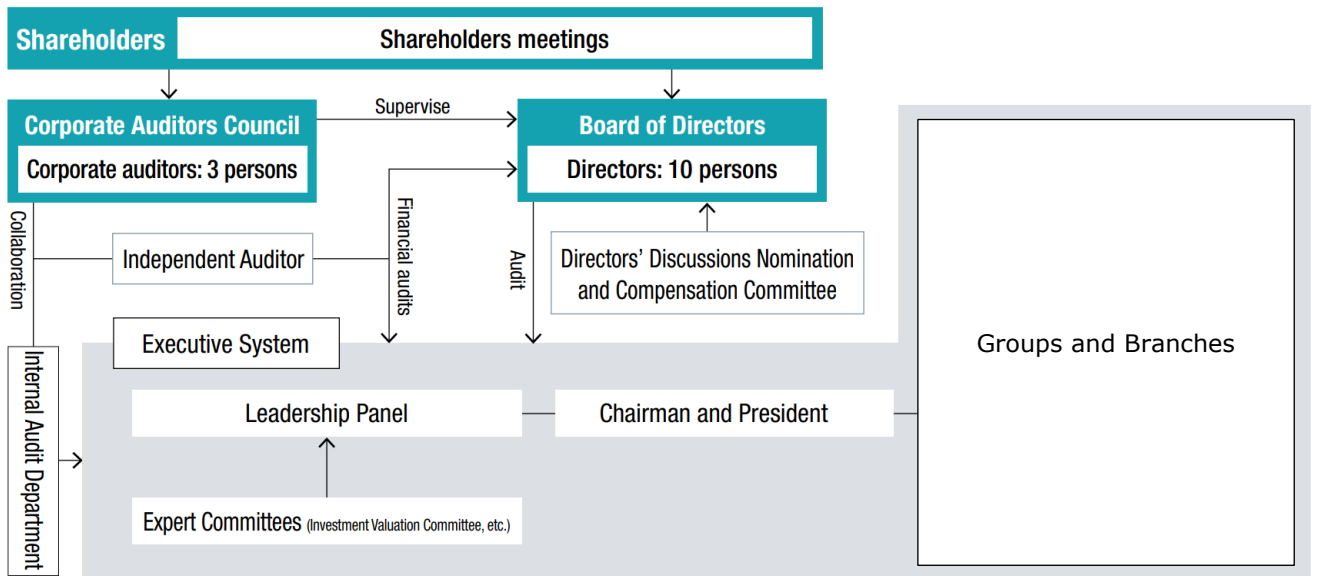 Shareholders
Shareholders meetings
Corporate Auditors Council
Corporate auditors: 3 persons
Supervise
Board of Directors
Directors: 10 persons
Collaboration
Independent Auditor
Financial audits
Audit
Directors’ Discussions Nomination
and Compensation Committee
Executive System
Internal Audit Department
Leadership Panel
Chairman and President
Groups and Branches
Expert Committees (Investment Valuation Committee, etc.)